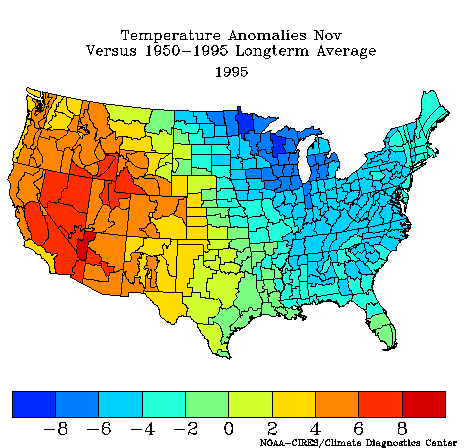 Temperature Anomalies Nov
Versus 1950-1995 Longterm Average
1995
-8 -6 -4 -2 0 2 4 6 8
NOAA-CIRES/Climate Diagnostics Center